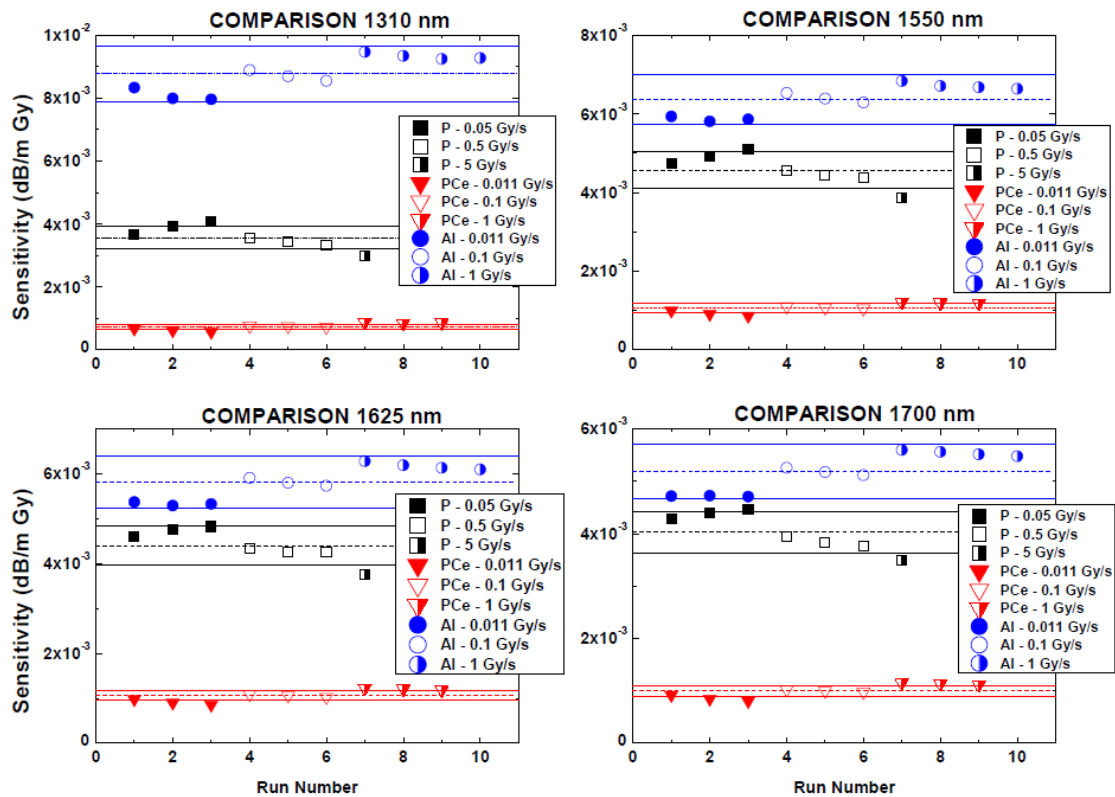 COMPARISON 1310 nm
1x10⁻²
8x10⁻³
6x10⁻³
4x10⁻³
2x10⁻³
0
0 2 4 6 8 10
Sensitivity (dB/m Gy)
P - 0.05 Gy/s
P - 0.5 Gy/s
P - 5 Gy/s
PCe - 0.011 Gy/s
PCe - 0.1 Gy/s
PCe - 1 Gy/s
Al - 0.011 Gy/s
Al - 0.1 Gy/s
Al - 1 Gy/s
COMPARISON 1550 nm
8x10⁻³
6x10⁻³
4x10⁻³
2x10⁻³
0
0 2 4 6 8 10
P - 0.05 Gy/s
P - 0.5 Gy/s
P - 5 Gy/s
PCe - 0.011 Gy/s
PCe - 0.1 Gy/s
PCe - 1 Gy/s
Al - 0.011 Gy/s
Al - 0.1 Gy/s
Al - 1 Gy/s
COMPARISON 1625 nm
6x10⁻³
4x10⁻³
2x10⁻³
0
0 2 4 6 8 10
Sensitivity (dB/m Gy)
Run Number
P - 0.05 Gy/s
P - 0.5 Gy/s
P - 5 Gy/s
PCe - 0.011 Gy/s
PCe - 0.1 Gy/s
PCe - 1 Gy/s
Al - 0.011 Gy/s
Al - 0.1 Gy/s
Al - 1 Gy/s
COMPARISON 1700 nm
6x10⁻³
4x10⁻³
2x10⁻³
0
0 2 4 6 8 10
Run Number
P - 0.05 Gy/s
P - 0.5 Gy/s
P - 5 Gy/s
PCe - 0.011 Gy/s
PCe - 0.1 Gy/s
PCe - 1 Gy/s
Al - 0.011 Gy/s
Al - 0.1 Gy/s
Al - 1 Gy/s